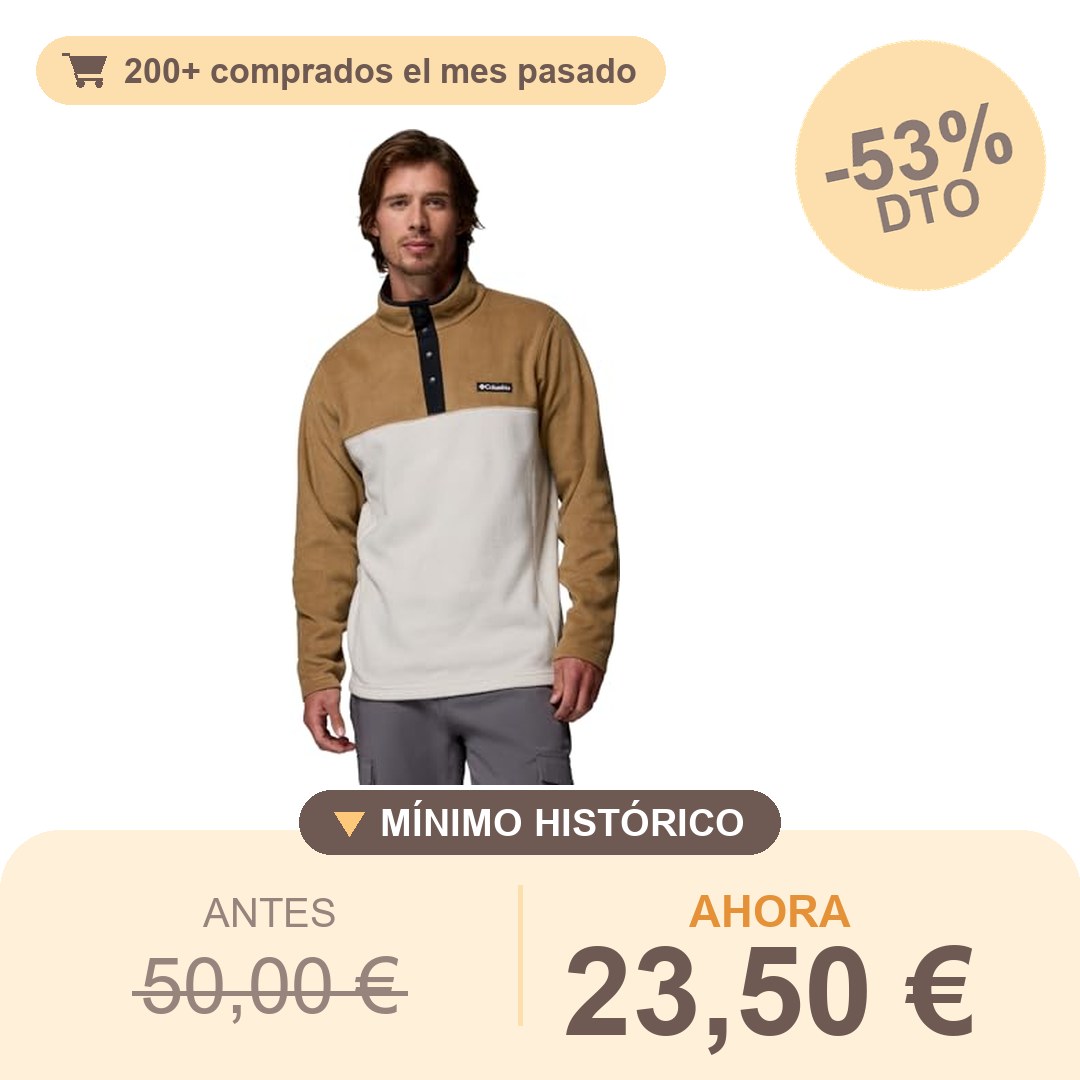 200+ comprados el mes pasado
-53%
DTO
Columbia
MÍNIMO HISTÓRICO
ANTES
50,00 €
AHORA
23,50 €